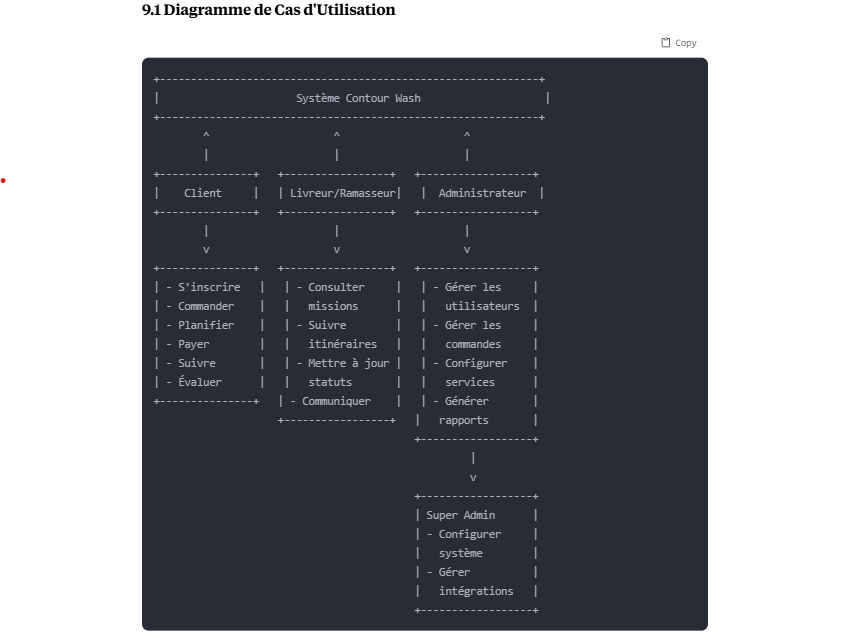 9.1 Diagramme de Cas d'Utilisation
Copy
+-------------------------------------------------------------+
|                      Système Contour Wash                    |
+-------------------------------------------------------------+
        ^                    ^                    ^
        |                    |                    |
+---------------+   +-----------------+   +------------------+
|    Client     |   | Livreur/Ramasseur|   |  Administrateur  |
+---------------+   +-----------------+   +------------------+
        |                    |                    |
        v                    v                    v
+---------------+   +-----------------+   +------------------+
| - S'inscrire   |   | - Consulter     |   | - Gérer les     |
| - Commander    |   |   missions      |   |   utilisateurs  |
| - Planifier    |   | - Suivre        |   | - Gérer les     |
| - Payer        |   |   itinéraires   |   |   commandes     |
| - Suivre       |   | - Mettre à jour |   | - Configurer    |
| - Évaluer      |   |   statuts       |   |   services      |
+---------------+   | - Communiquer    |   | - Générer       |
                    +-----------------+   |   rapports       |
                                          +------------------+
                                                   |
                                                   v
                                          +------------------+
                                          | Super Admin      |
                                          | - Configurer     |
                                          |   système        |
                                          | - Gérer          |
                                          |   intégrations   |
                                          +------------------+